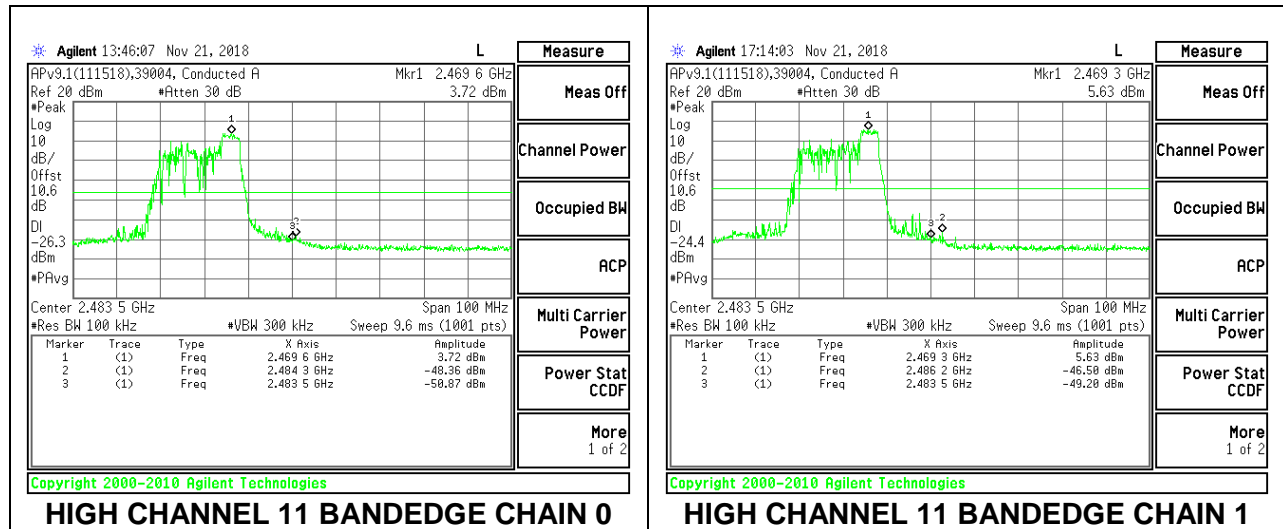 Agilent 13:46:07 Nov 21, 2018 L
APv9.1(111518),39004, Conducted A Mkr1 2.469 6 GHz
Ref 20 dBm #Atten 30 dB 3.72 dBm
#Peak
Log
10
dB/
Offst
10.6
dB
DI
-26.3
dBm
#PAvg
1
3 2
Center 2.483 5 GHz Span 100 MHz
#Res BW 100 kHz #VBW 300 kHz Sweep 9.6 ms (1001 pts)
Marker Trace Type X Axis Amplitude
1 (1) Freq 2.469 6 GHz 3.72 dBm
2 (1) Freq 2.484 3 GHz -48.36 dBm
3 (1) Freq 2.483 5 GHz -50.87 dBm
Measure
Meas Off
Channel Power
Occupied BW
ACP
Multi Carrier
Power
Power Stat
CCDF
More
1 of 2
Copyright 2000-2010 Agilent Technologies
HIGH CHANNEL 11 BANDEDGE CHAIN 0
Agilent 17:14:03 Nov 21, 2018 L
APv9.1(111518),39004, Conducted A Mkr1 2.469 3 GHz
Ref 20 dBm #Atten 30 dB 5.63 dBm
#Peak
Log
10
dB/
Offst
10.6
dB
DI
-24.4
dBm
#PAvg
1
3 2
Center 2.483 5 GHz Span 100 MHz
#Res BW 100 kHz #VBW 300 kHz Sweep 9.6 ms (1001 pts)
Marker Trace Type X Axis Amplitude
1 (1) Freq 2.469 3 GHz 5.63 dBm
2 (1) Freq 2.486 2 GHz -46.50 dBm
3 (1) Freq 2.483 5 GHz -49.20 dBm
Measure
Meas Off
Channel Power
Occupied BW
ACP
Multi Carrier
Power
Power Stat
CCDF
More
1 of 2
Copyright 2000-2010 Agilent Technologies
HIGH CHANNEL 11 BANDEDGE CHAIN 1